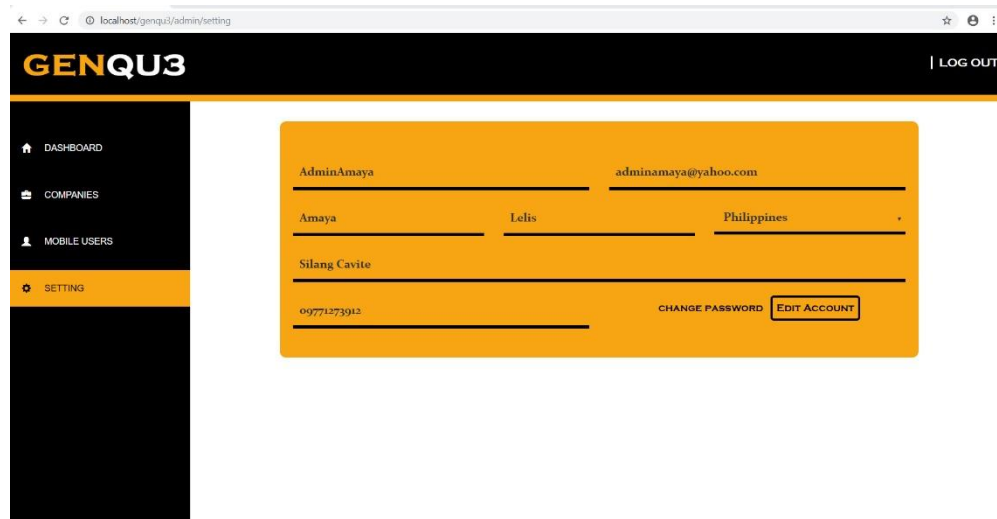 localhost/genqu3/admin/setting
GENQU3
| LOG OUT
DASHBOARD
COMPANIES
MOBILE USERS
SETTING
AdminAmaya adminamaya@yahoo.com
Amaya Lelis Philippines
Silang Cavite
09771273912 CHANGE PASSWORD EDIT ACCOUNT